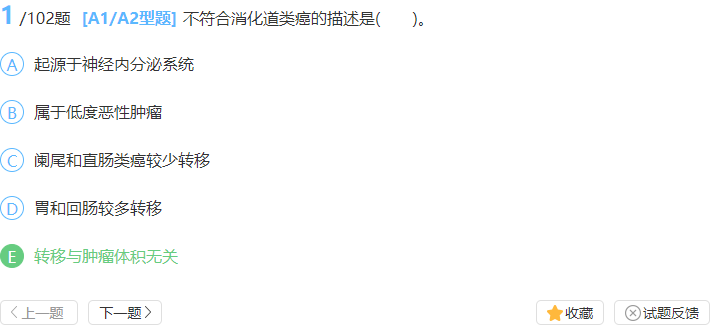 1 /102题 [A1/A2型题] 不符合消化道类癌的描述是( )。
A 起源于神经内分泌系统
B 属于低度恶性肿瘤
C 阑尾和直肠类癌较少转移
D 胃和回肠较多转移
E 转移与肿瘤体积无关
上一题 下一题 收藏 试题反馈